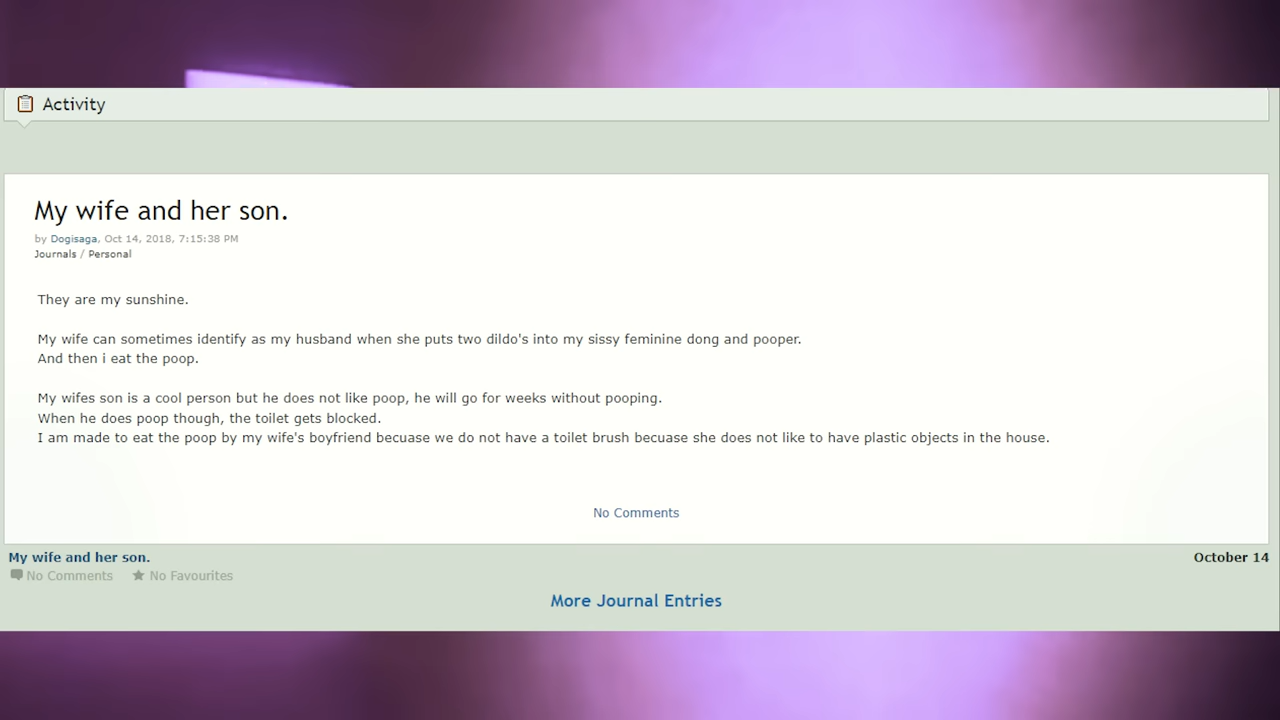 Activity
My wife and her son.
by Dogisaga, Oct 14, 2018, 7:15:38 PM
Journals / Personal
They are my sunshine.
My wife can sometimes identify as my husband when she puts two dildo's into my sissy feminine dong and pooper.
And then i eat the poop.
My wifes son is a cool person but he does not like poop, he will go for weeks without pooping.
When he does poop though, the toilet gets blocked.
I am made to eat the poop by my wife's boyfriend becuase we do not have a toilet brush becuase she does not like to have plastic objects in the house.
No Comments
My wife and her son.
October 14
No Comments No Favourites
More Journal Entries